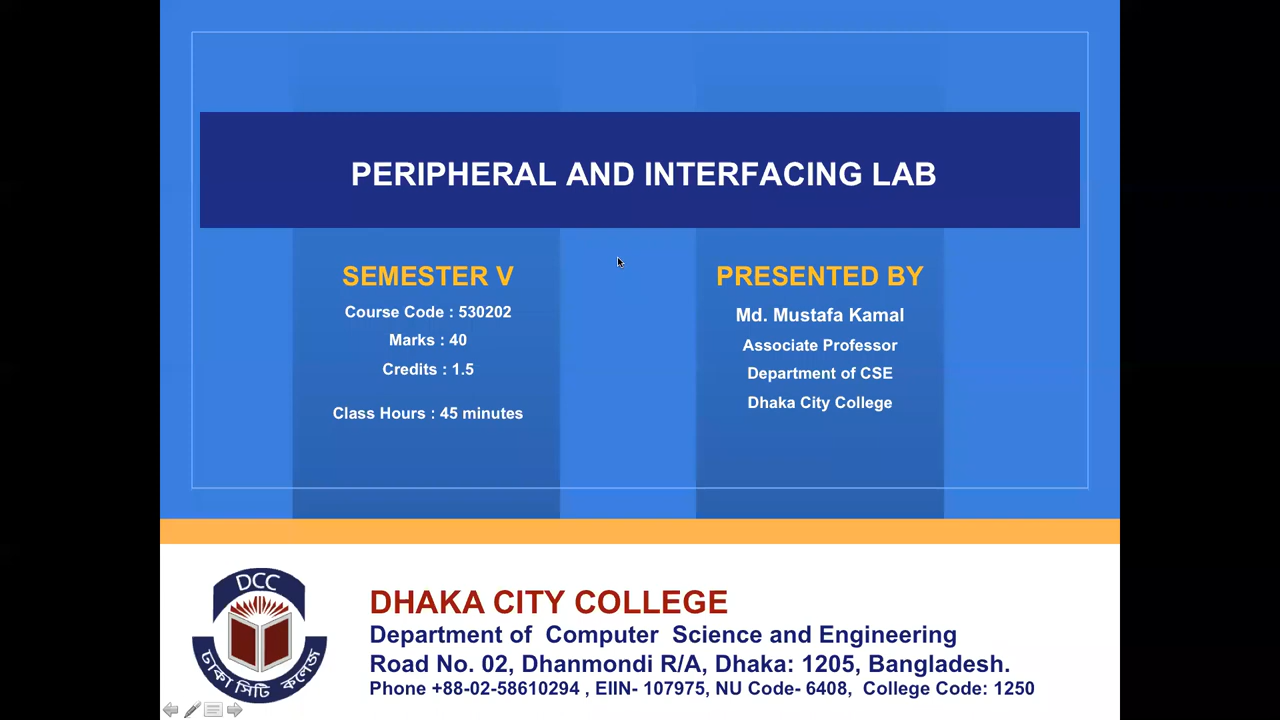 PERIPHERAL AND INTERFACING LAB
SEMESTER V
Course Code : 530202
Marks : 40
Credits : 1.5
Class Hours : 45 minutes
PRESENTED BY
Md. Mustafa Kamal
Associate Professor
Department of CSE
Dhaka City College
DCC
ঢাকা সিটি কলেজ
DHAKA CITY COLLEGE
Department of  Computer  Science and Engineering
Road No. 02, Dhanmondi R/A, Dhaka: 1205, Bangladesh.
Phone +88-02-58610294 , EIIN- 107975, NU Code- 6408,  College Code: 1250